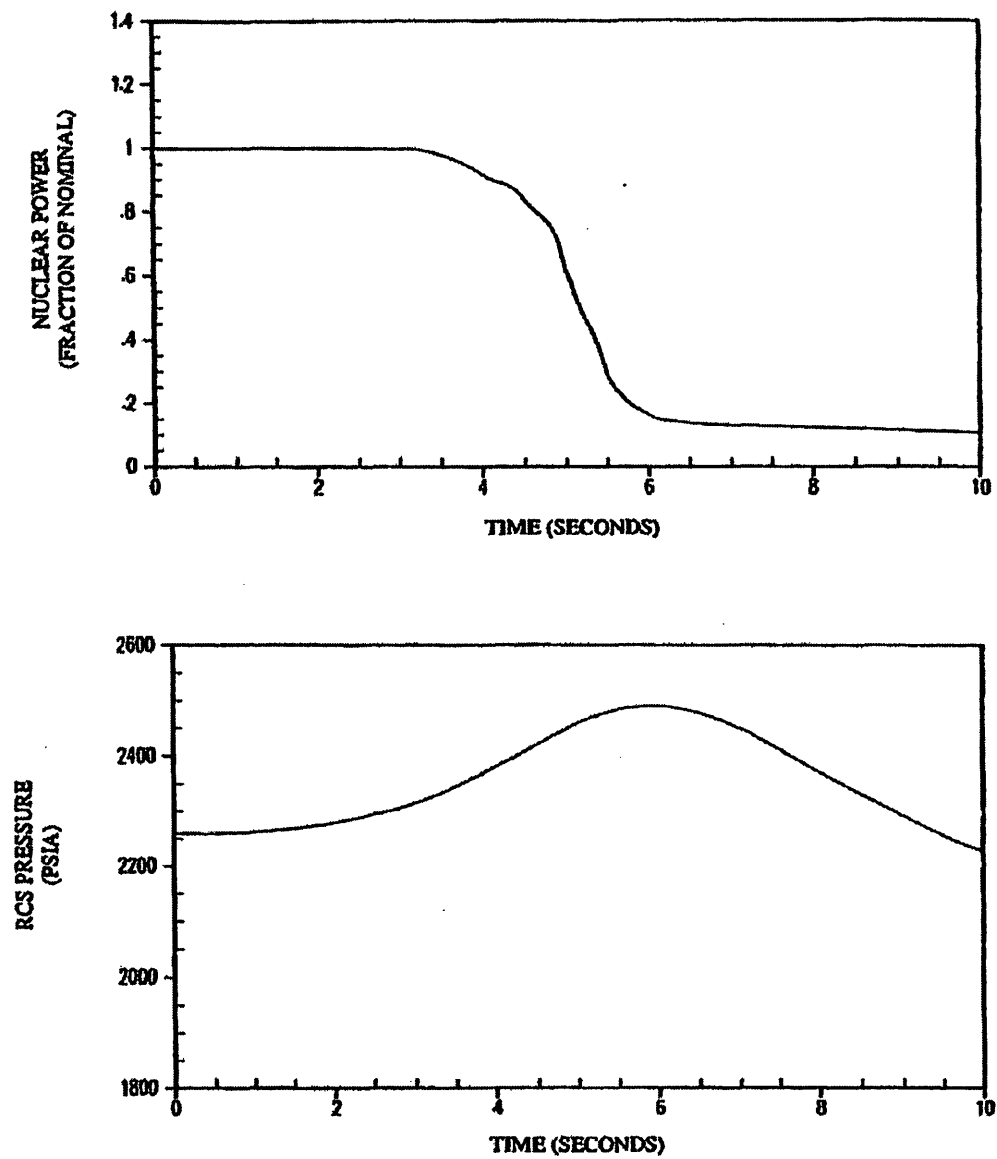 1.4
1.2
1
.8
.6
.4
.2
0
NUCLEAR POWER
(FRACTION OF NOMINAL)
0 2 4 6 8 10
TIME (SECONDS)
2600
2400
2200
2000
1800
RCS PRESSURE
(PSIA)
0 2 4 6 8 10
TIME (SECONDS)